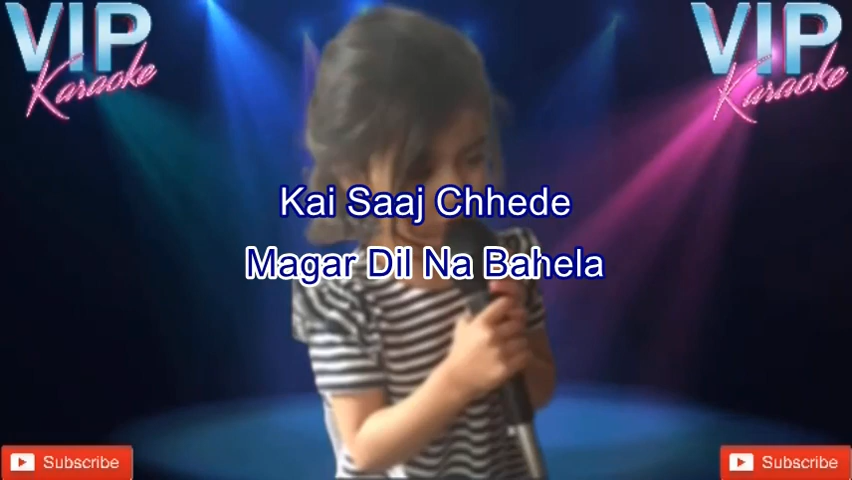 VIP
Karaoke
VIP
Karaoke
Kai Saaj Chhede
Magar Dil Na Bahela
Subscribe
Subscribe